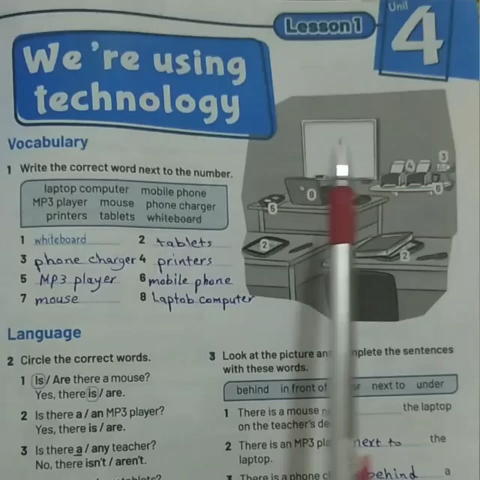 Lesson 1
Unit
4
We're using
technology
Vocabulary
1 Write the correct word next to the number.
laptop computer mobile phone
MP3 player mouse phone charger
printers tablets whiteboard
1 whiteboard 2 tablets
3 phone charger 4 printers
5 MP3 player 6 mobile phone
7 mouse 8 Laptob computer
Language
2 Circle the correct words.
1 Is / Are there a mouse?
Yes, there is / are.
2 Is there a / an MP3 player?
Yes, there is / are.
3 Is there a / any teacher?
No, there isn't / aren't.
3 Look at the picture and complete the sentences
with these words.
behind in front of next to under
1 There is a mouse the laptop
on the teacher's
2 There is an MP3 next to the
laptop.
3 There is a phone behind a